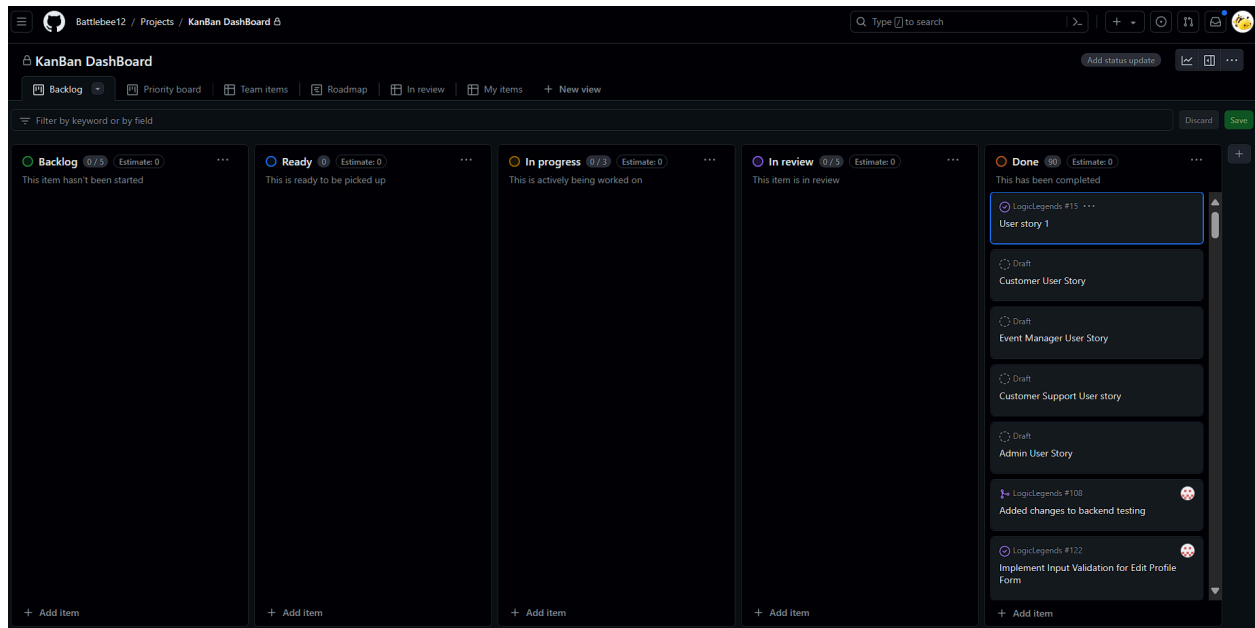 Battlebee12 / Projects / KanBan DashBoard
Type / to search
KanBan DashBoard
Add status update
Backlog
Priority board
Team items
Roadmap
In review
My items
+ New view
Filter by keyword or by field
Discard
Save
Backlog 0 / 5 Estimate: 0
This item hasn't been started
+ Add item
Ready 0 Estimate: 0
This is ready to be picked up
+ Add item
In progress 0 / 3 Estimate: 0
This is actively being worked on
+ Add item
In review 0 / 5 Estimate: 0
This item is in review
+ Add item
Done 90 Estimate: 0
This has been completed
LogicLegends #15
User story 1
Draft
Customer User Story
Draft
Event Manager User Story
Draft
Customer Support User story
Draft
Admin User Story
LogicLegends #108
Added changes to backend testing
LogicLegends #122
Implement Input Validation for Edit Profile
Form
+ Add item